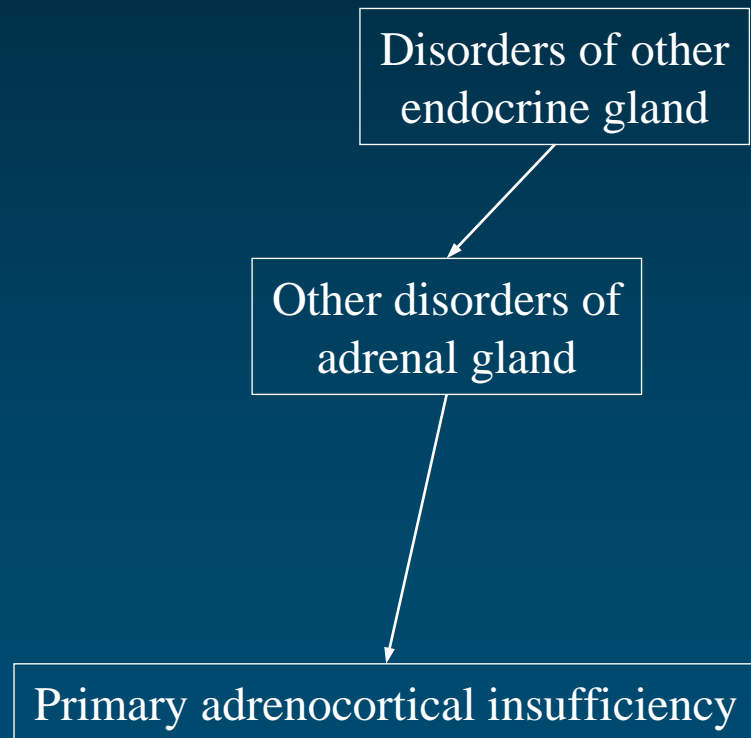 Disorders of other
endocrine gland
Other disorders of
adrenal gland
Primary adrenocortical insufficiency